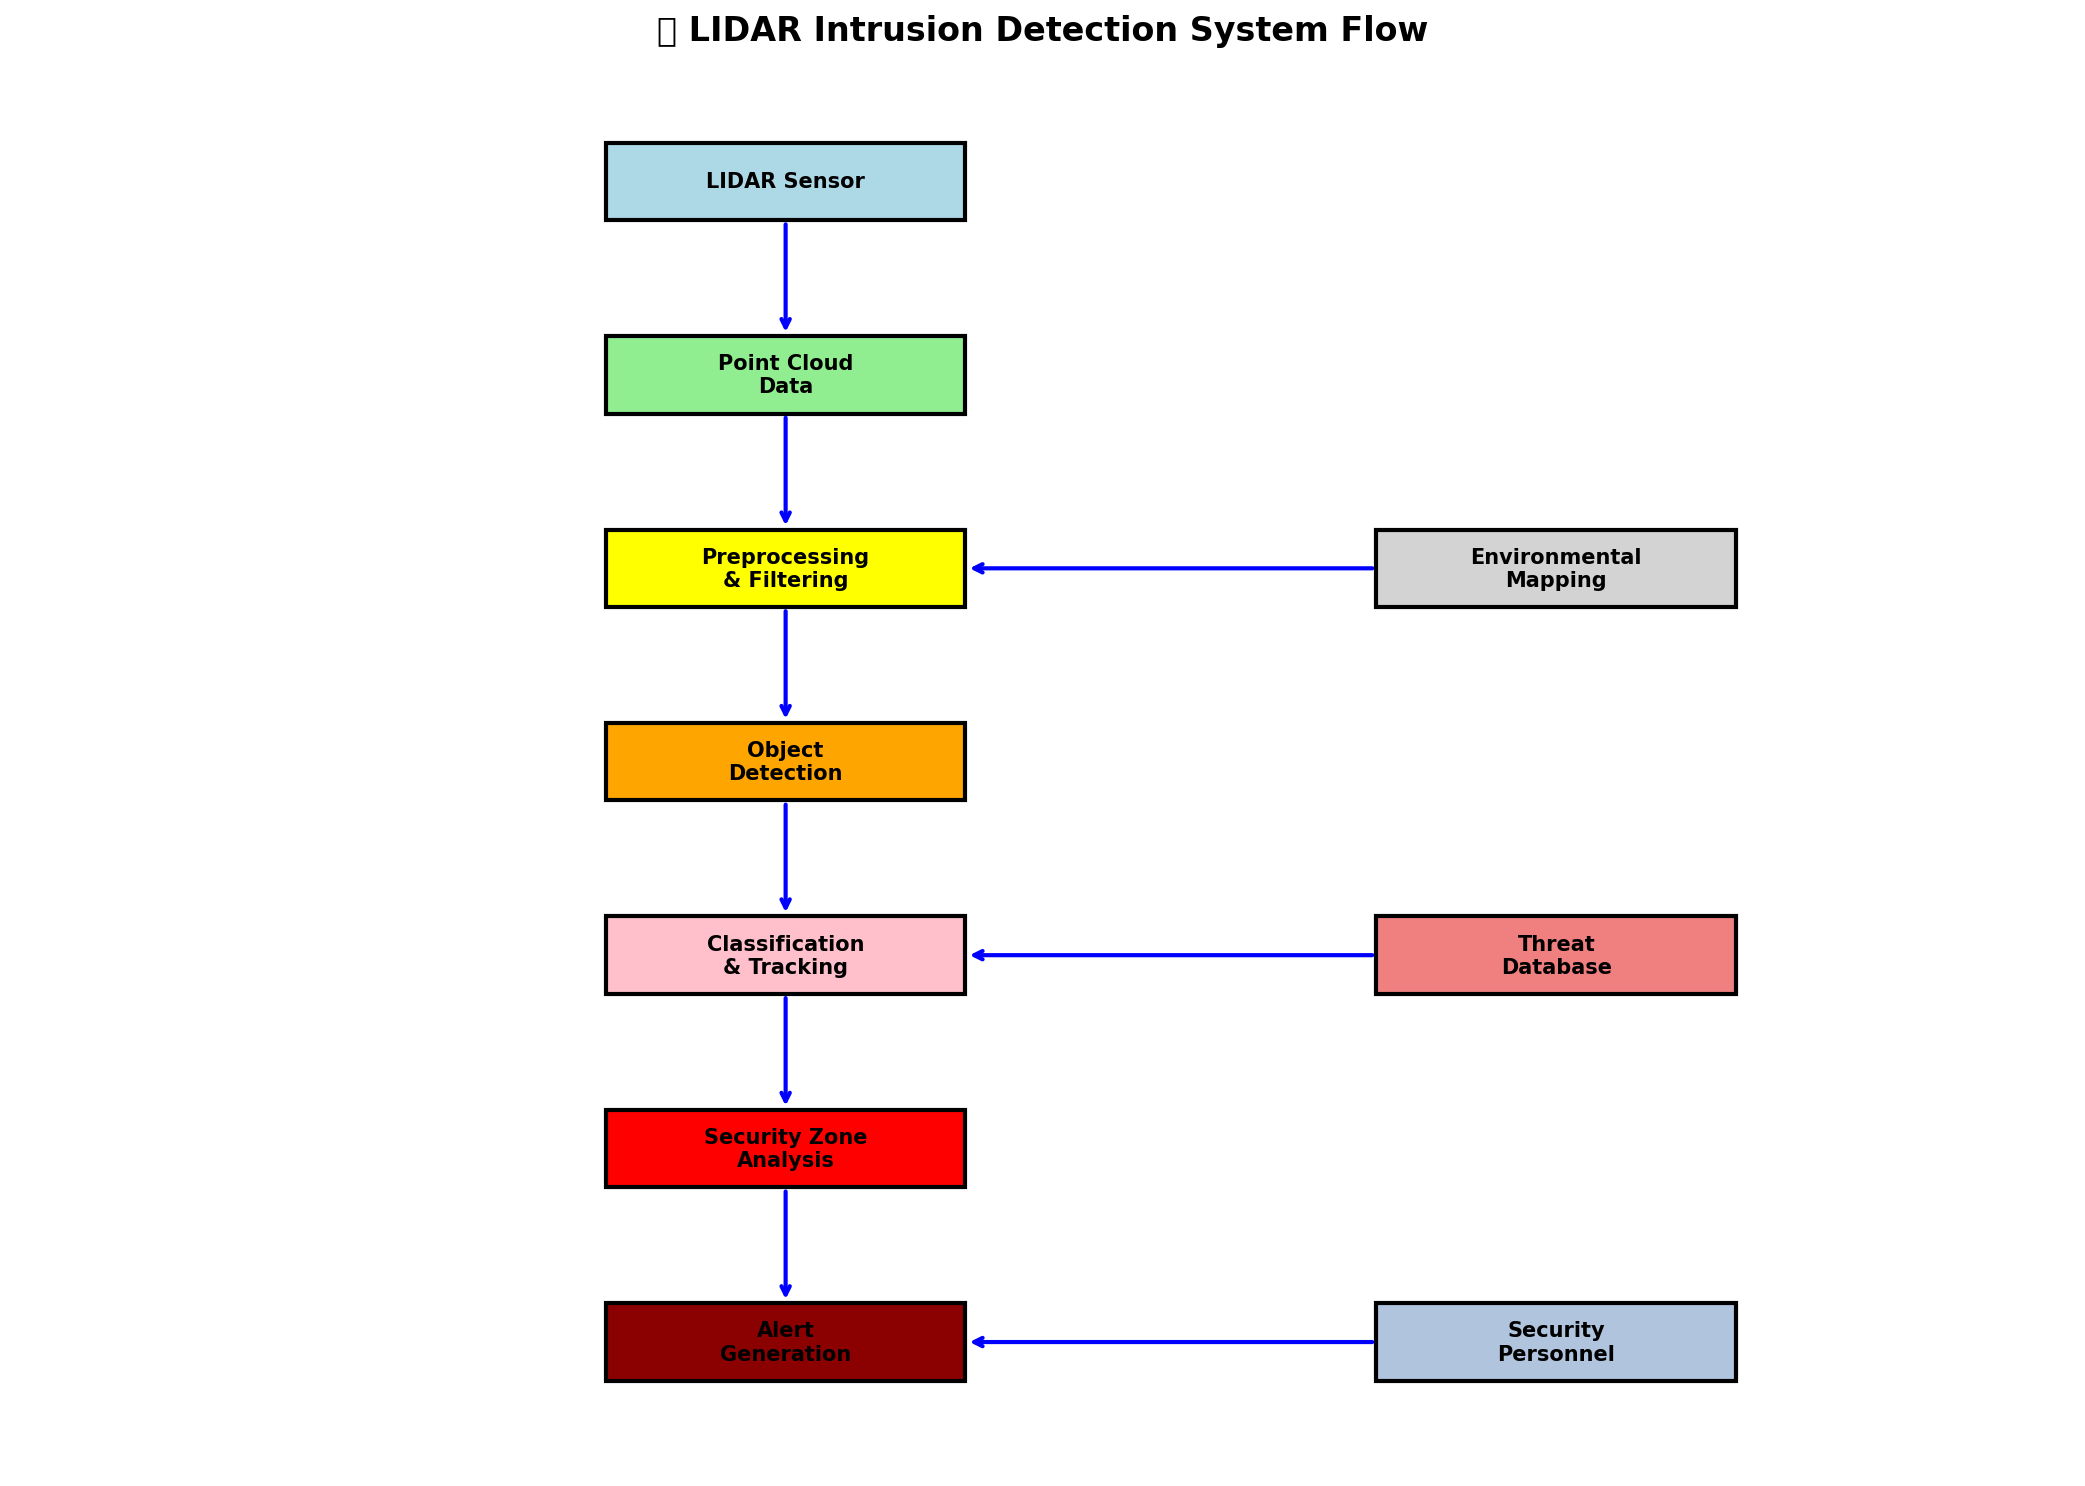 LIDAR Intrusion Detection System Flow
LIDAR Sensor
Point Cloud
Data
Preprocessing
& Filtering
Environmental
Mapping
Object
Detection
Classification
& Tracking
Threat
Database
Security Zone
Analysis
Alert
Generation
Security
Personnel